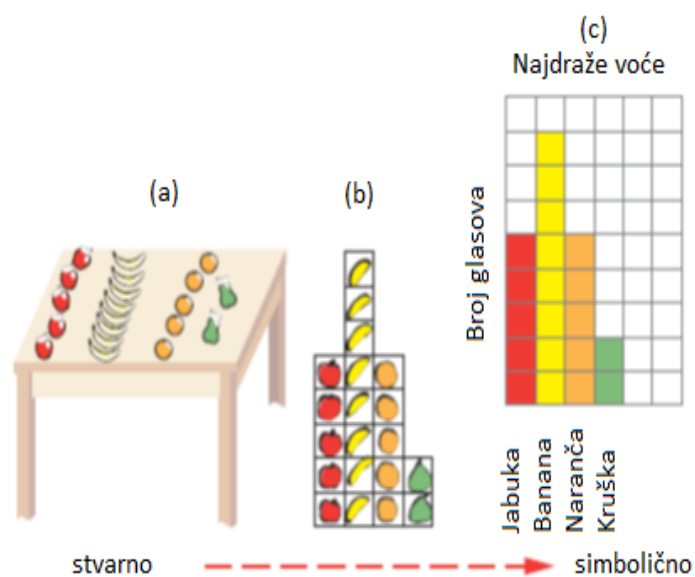 (a)
(b)
(c)
Najdraže voće
Broj glasova
Jabuka
Banana
Naranča
Kruška
stvarno
simbolično